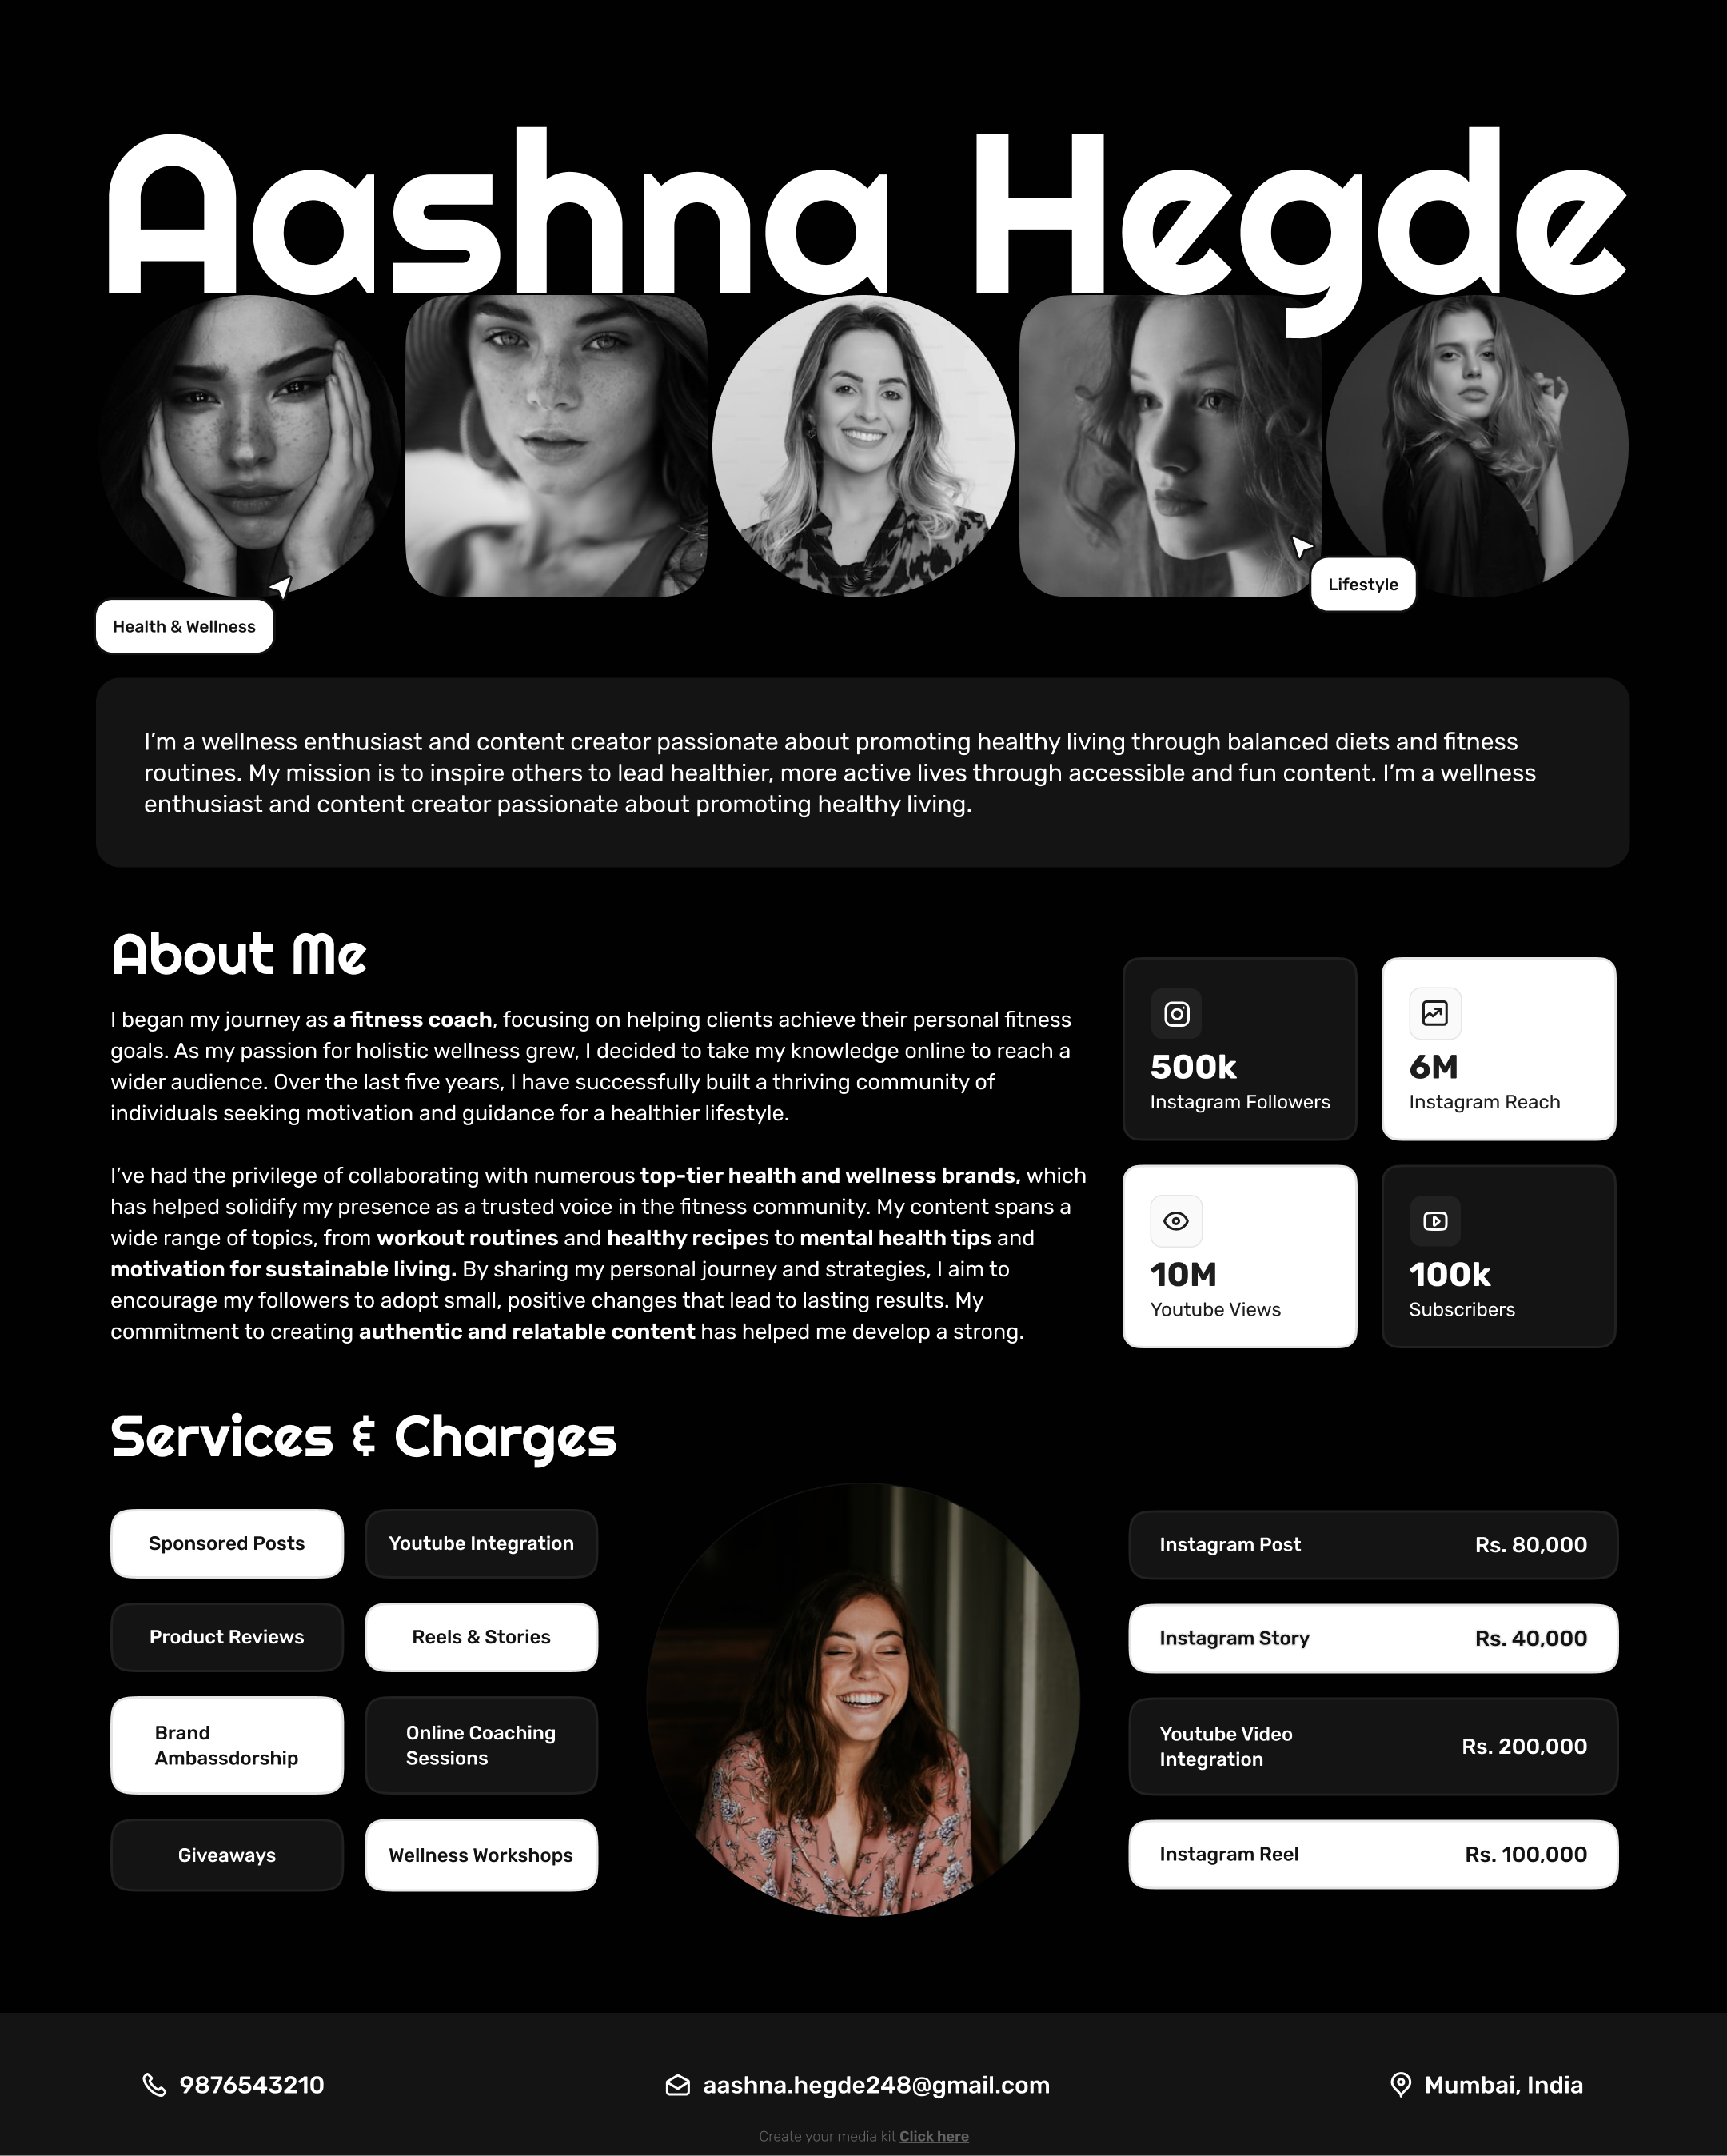 Aashna Hegde
Health & Wellness
Lifestyle
I’m a wellness enthusiast and content creator passionate about promoting healthy living through balanced diets and fitness
routines. My mission is to inspire others to lead healthier, more active lives through accessible and fun content. I’m a wellness
enthusiast and content creator passionate about promoting healthy living.
About Me
I began my journey as a fitness coach, focusing on helping clients achieve their personal fitness
goals. As my passion for holistic wellness grew, I decided to take my knowledge online to reach a
wider audience. Over the last five years, I have successfully built a thriving community of
individuals seeking motivation and guidance for a healthier lifestyle.
I’ve had the privilege of collaborating with numerous top-tier health and wellness brands, which
has helped solidify my presence as a trusted voice in the fitness community. My content spans a
wide range of topics, from workout routines and healthy recipes to mental health tips and
motivation for sustainable living. By sharing my personal journey and strategies, I aim to
encourage my followers to adopt small, positive changes that lead to lasting results. My
commitment to creating authentic and relatable content has helped me develop a strong.
500k
Instagram Followers
6M
Instagram Reach
10M
Youtube Views
100k
Subscribers
Services & Charges
Sponsored Posts
Youtube Integration
Product Reviews
Reels & Stories
Brand
Ambassdorship
Online Coaching
Sessions
Giveaways
Wellness Workshops
Instagram Post Rs. 80,000
Instagram Story Rs. 40,000
Youtube Video
Integration
Rs. 200,000
Instagram Reel Rs. 100,000
9876543210
aashna.hegde248@gmail.com
Mumbai, India
Create your media kit Click here